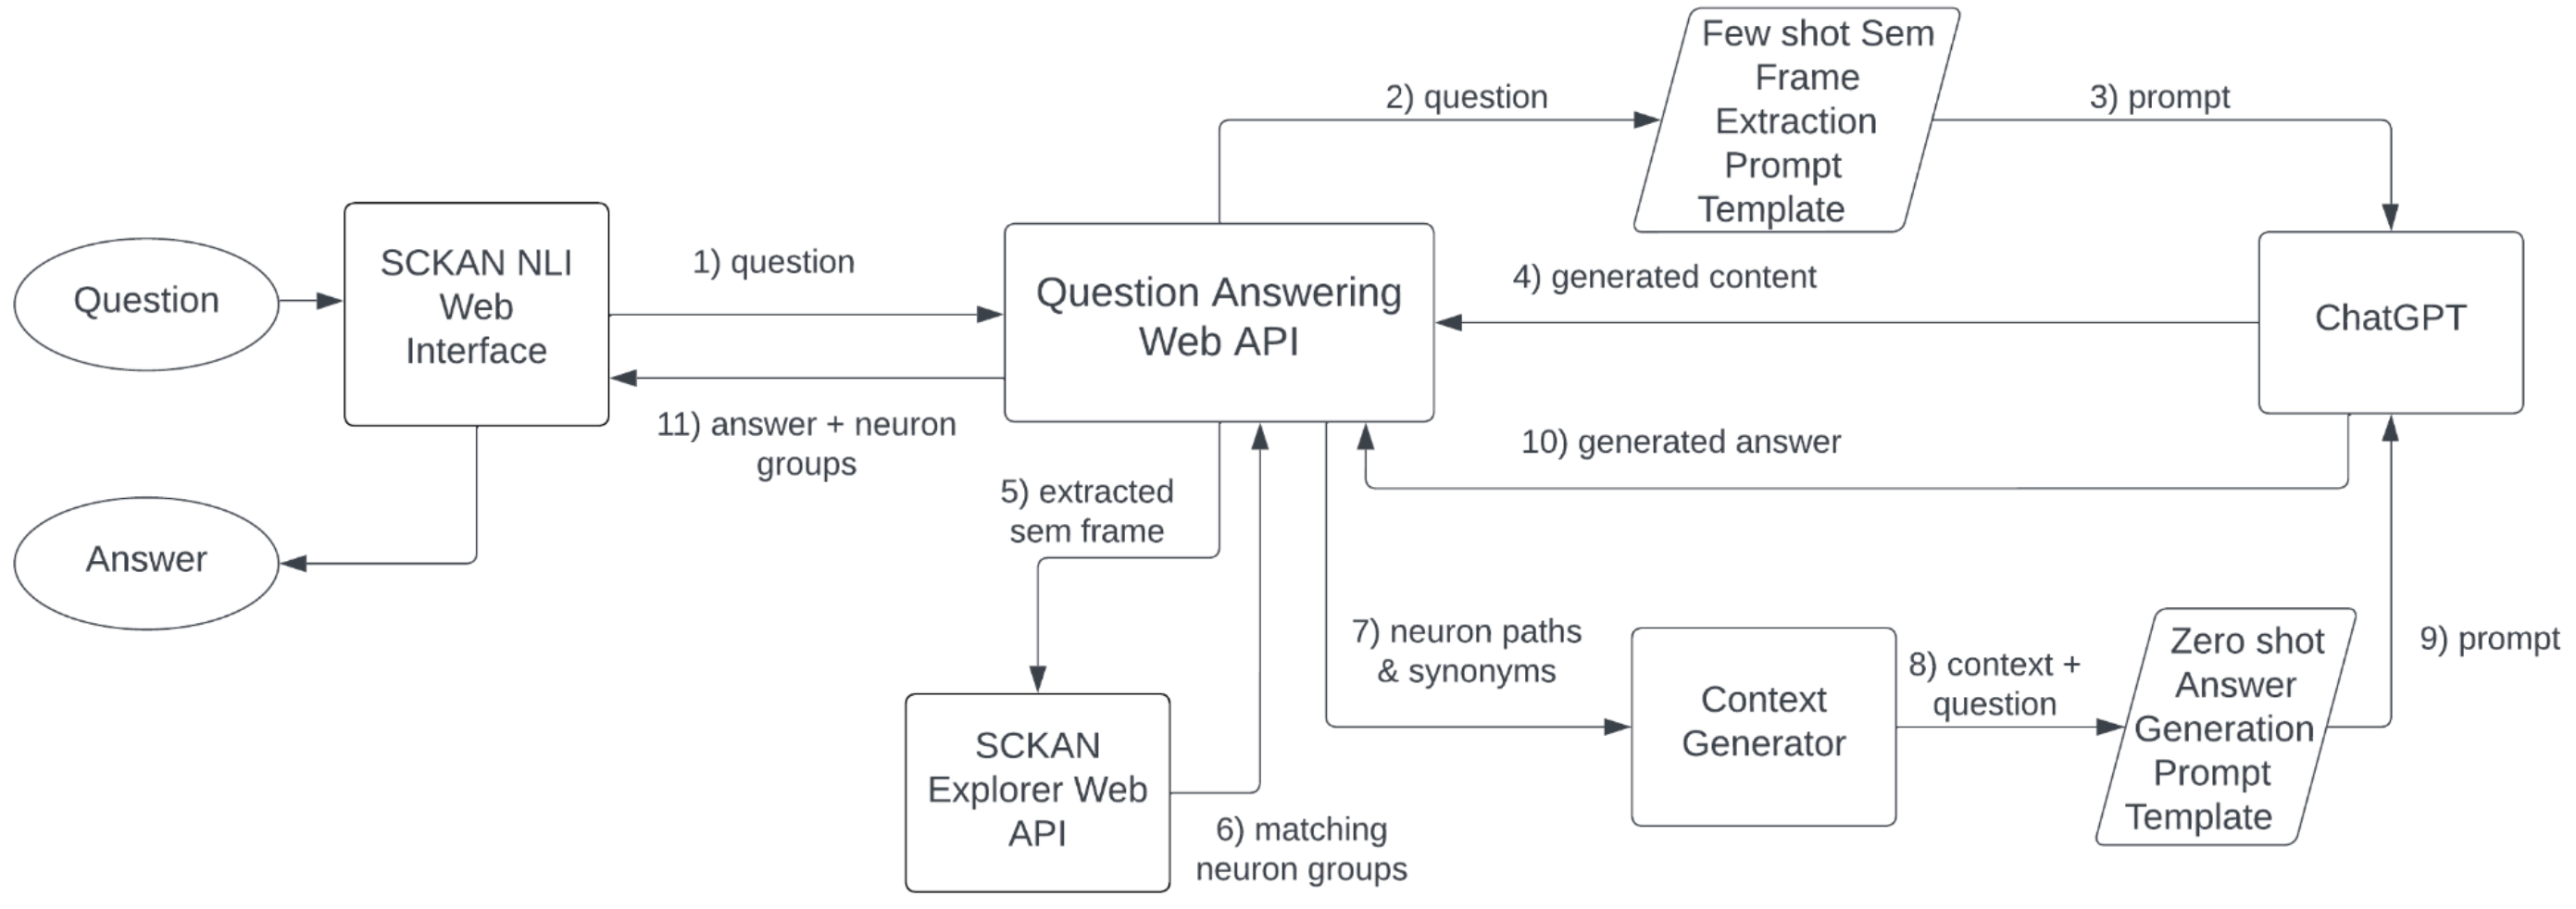 Few shot Sem
Frame
Extraction
Prompt
Template
2) question
3) prompt
Question
SCKAN NLI
Web
Interface
1) question
Question Answering
Web API
4) generated content
ChatGPT
11) answer + neuron
groups
10) generated answer
5) extracted
sem frame
Answer
7) neuron paths
& synonyms
Context
Generator
8) context +
question
Zero shot
Answer
Generation
Prompt
Template
9) prompt
SCKAN
Explorer Web
API
6) matching
neuron groups